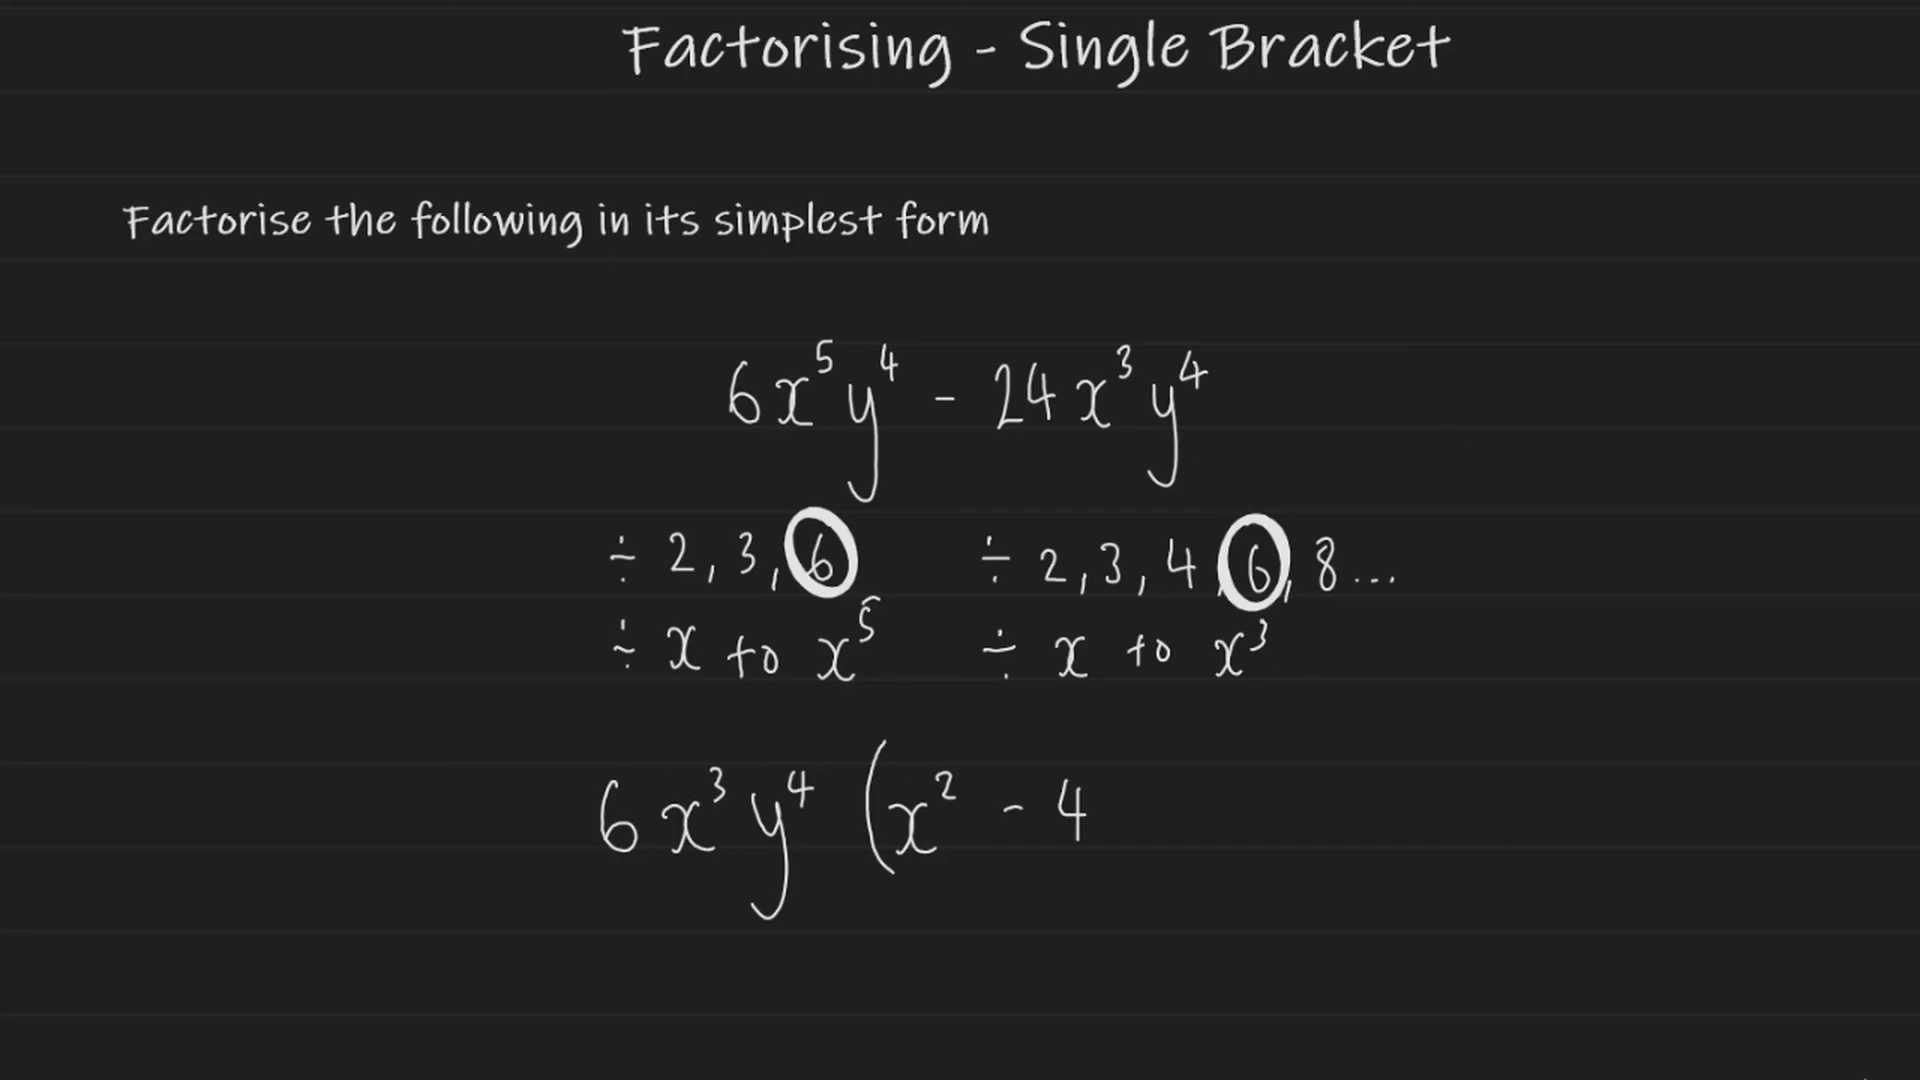 Factorising - Single Bracket
Factorise the following in its simplest form
6x⁵y⁴ - 24x³y⁴
÷ 2, 3, 6 ÷ 2, 3, 4, 6, 8...
÷ x to x⁵ ÷ x to x³
6x³y⁴ (x² - 4